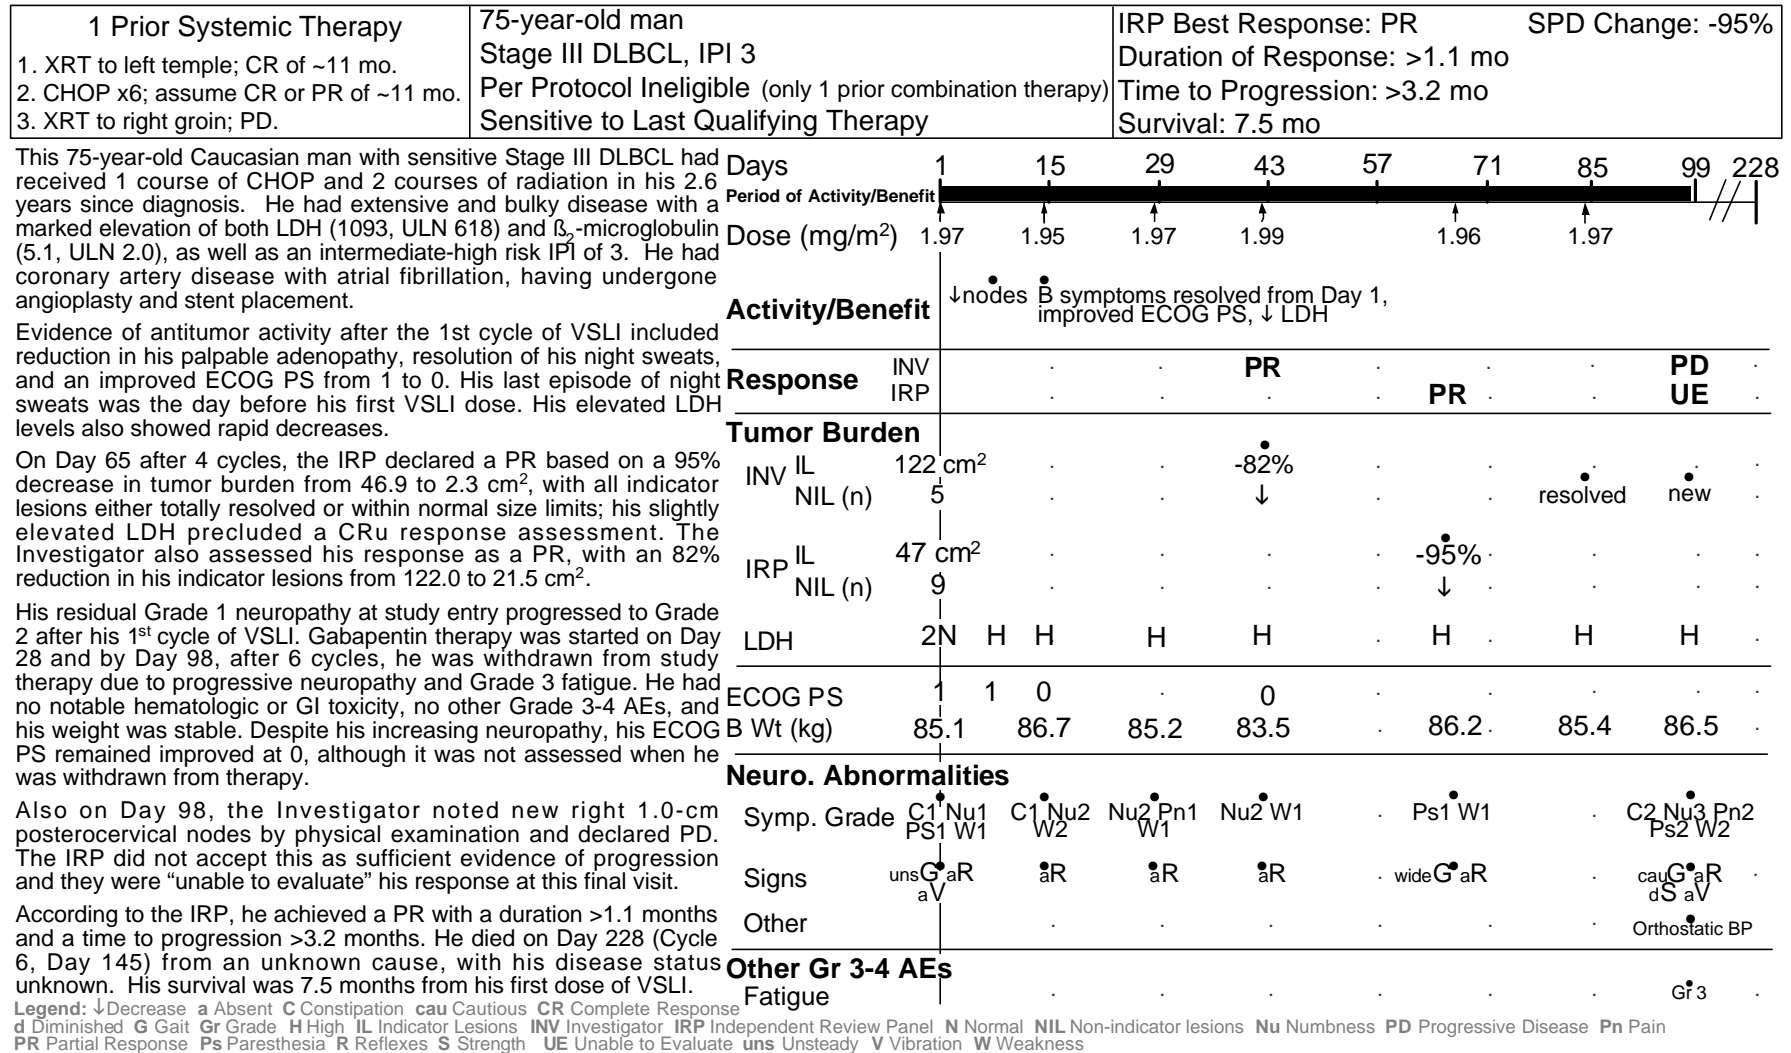 1 Prior Systemic Therapy
1. XRT to left temple; CR of ~11 mo.
2. CHOP x6; assume CR or PR of ~11 mo.
3. XRT to right groin; PD.
75-year-old man
Stage III DLBCL, IPI 3
Per Protocol Ineligible (only 1 prior combination therapy)
Sensitive to Last Qualifying Therapy
IRP Best Response: PR SPD Change: -95%
Duration of Response: >1.1 mo
Time to Progression: >3.2 mo
Survival: 7.5 mo
This 75-year-old Caucasian man with sensitive Stage III DLBCL had
received 1 course of CHOP and 2 courses of radiation in his 2.6
years since diagnosis. He had extensive and bulky disease with a
marked elevation of both LDH (1093, ULN 618) and ß2-microglobulin
(5.1, ULN 2.0), as well as an intermediate-high risk IPI of 3. He had
coronary artery disease with atrial fibrillation, having undergone
angioplasty and stent placement.
Evidence of antitumor activity after the 1st cycle of VSLI included
reduction in his palpable adenopathy, resolution of his night sweats,
and an improved ECOG PS from 1 to 0. His last episode of night
sweats was the day before his first VSLI dose. His elevated LDH
levels also showed rapid decreases.
On Day 65 after 4 cycles, the IRP declared a PR based on a 95%
decrease in tumor burden from 46.9 to 2.3 cm2, with all indicator
lesions either totally resolved or within normal size limits; his slightly
elevated LDH precluded a CRu response assessment. The
Investigator also assessed his response as a PR, with an 82%
reduction in his indicator lesions from 122.0 to 21.5 cm2.
His residual Grade 1 neuropathy at study entry progressed to Grade
2 after his 1st cycle of VSLI. Gabapentin therapy was started on Day
28 and by Day 98, after 6 cycles, he was withdrawn from study
therapy due to progressive neuropathy and Grade 3 fatigue. He had
no notable hematologic or GI toxicity, no other Grade 3-4 AEs, and
his weight was stable. Despite his increasing neuropathy, his ECOG
PS remained improved at 0, although it was not assessed when he
was withdrawn from therapy.
Also on Day 98, the Investigator noted new right 1.0-cm
posterocervical nodes by physical examination and declared PD.
The IRP did not accept this as sufficient evidence of progression
and they were “unable to evaluate” his response at this final visit.
According to the IRP, he achieved a PR with a duration >1.1 months
and a time to progression >3.2 months. He died on Day 228 (Cycle
6, Day 145) from an unknown cause, with his disease status
unknown. His survival was 7.5 months from his first dose of VSLI.
Days 1 15 29 43 57 71 85 99 228
Period of Activity/Benefit
Dose (mg/m2) 1.97 1.95 1.97 1.99 1.96 1.97
Activity/Benefit ↓nodes B symptoms resolved from Day 1,
improved ECOG PS, ↓ LDH
Response INV PR PD
IRP PR UE
Tumor Burden
INV IL 122 cm2 -82%
NIL (n) 5 ↓ resolved new
IRP IL 47 cm2 -95%
NIL (n) 9 ↓
LDH 2N H H H H H H H
ECOG PS 1 1 0 0
B Wt (kg) 85.1 86.7 85.2 83.5 86.2 85.4 86.5
Neuro. Abnormalities
Symp. Grade C1 Nu1 C1 Nu2 Nu2 Pn1 Nu2 W1 Ps1 W1 C2 Nu3 Pn2
PS1 W1 W2 W1 Ps2 W2
Signs unsG aR aR aR aR wideG aR cauG aR
aV dS aV
Other Orthostatic BP
Other Gr 3-4 AEs
Fatigue Gr 3
Legend: ↓Decrease a Absent C Constipation cau Cautious CR Complete Response
d Diminished G Gait Gr Grade H High IL Indicator Lesions INV Investigator IRP Independent Review Panel N Normal NIL Non-indicator lesions Nu Numbness PD Progressive Disease Pn Pain
PR Partial Response Ps Paresthesia R Reflexes S Strength UE Unable to Evaluate uns Unsteady V Vibration W Weakness